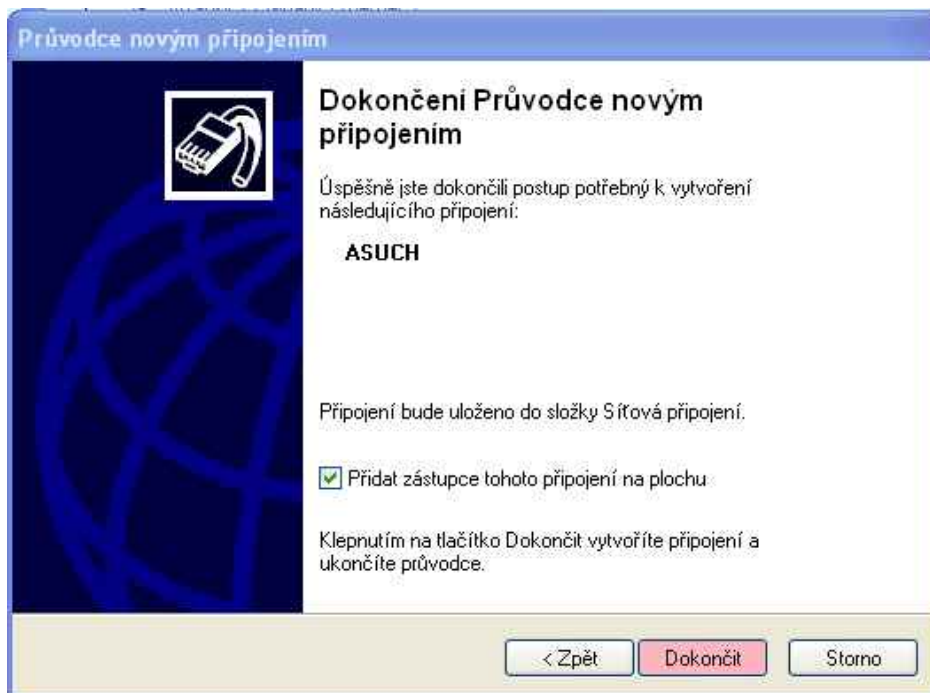 Průvodce novým připojením
Dokončení Průvodce novým
připojením
Úspěšně jste dokončili postup potřebný k vytvoření
následujícího připojení:
ASUCH
Připojení bude uloženo do složky Síťová připojení.
Přidat zástupce tohoto připojení na plochu
Klepnutím na tlačítko Dokončit vytvoříte připojení a
ukončíte průvodce.
< Zpět
Dokončit
Storno